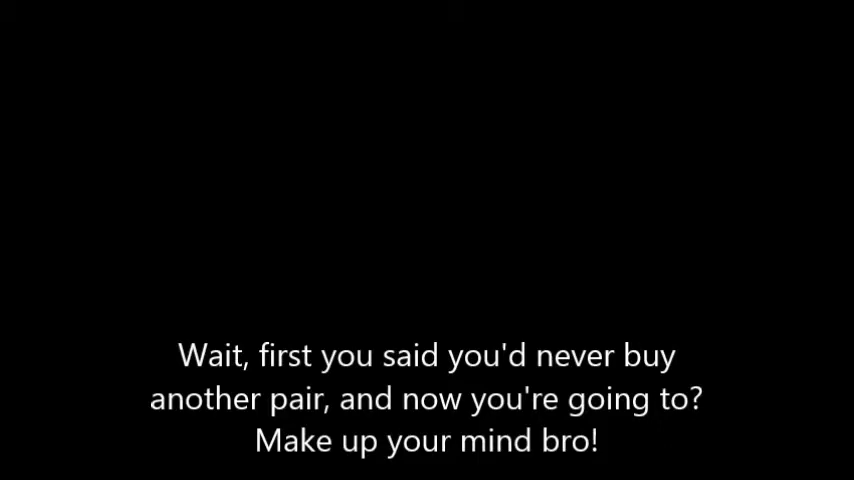 Wait, first you said you'd never buy
another pair, and now you're going to?
Make up your mind bro!